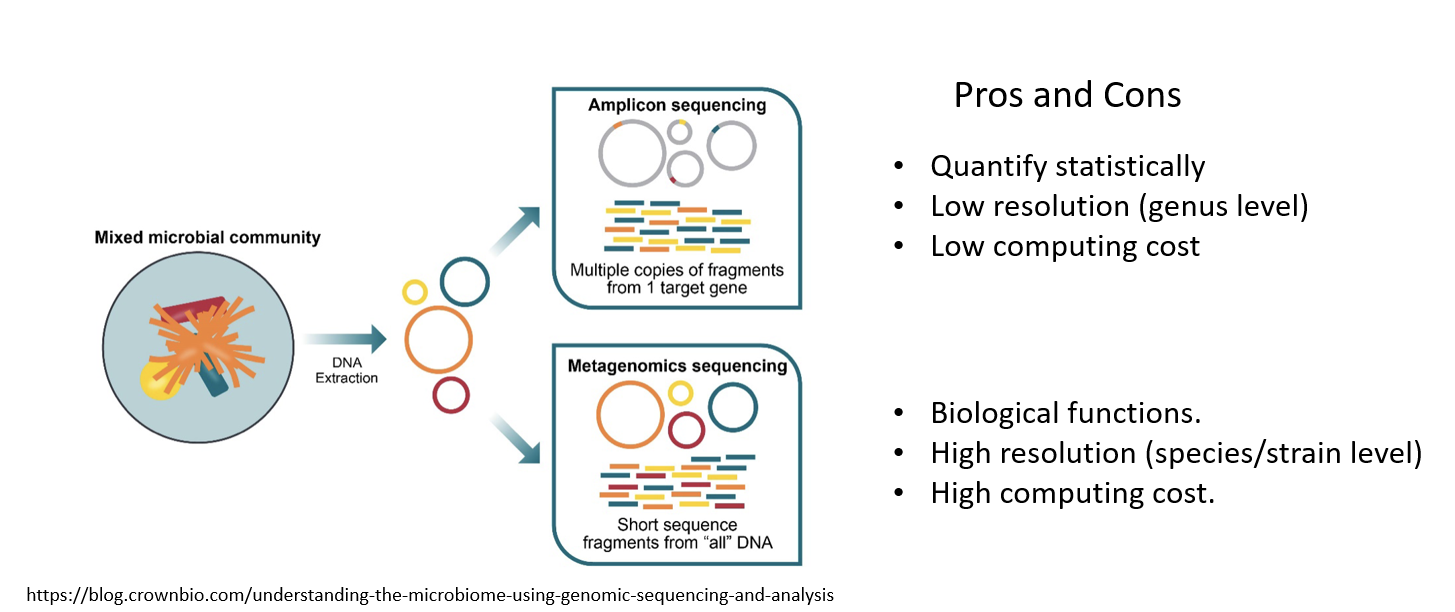 Mixed microbial community
DNA
Extraction
Amplicon sequencing
Multiple copies of fragments
from 1 target gene
Metagenomics sequencing
Short sequence
fragments from “all” DNA
Pros and Cons
• Quantify statistically
• Low resolution (genus level)
• Low computing cost
• Biological functions.
• High resolution (species/strain level)
• High computing cost.
https://blog.crownbio.com/understanding-the-microbiome-using-genomic-sequencing-and-analysis